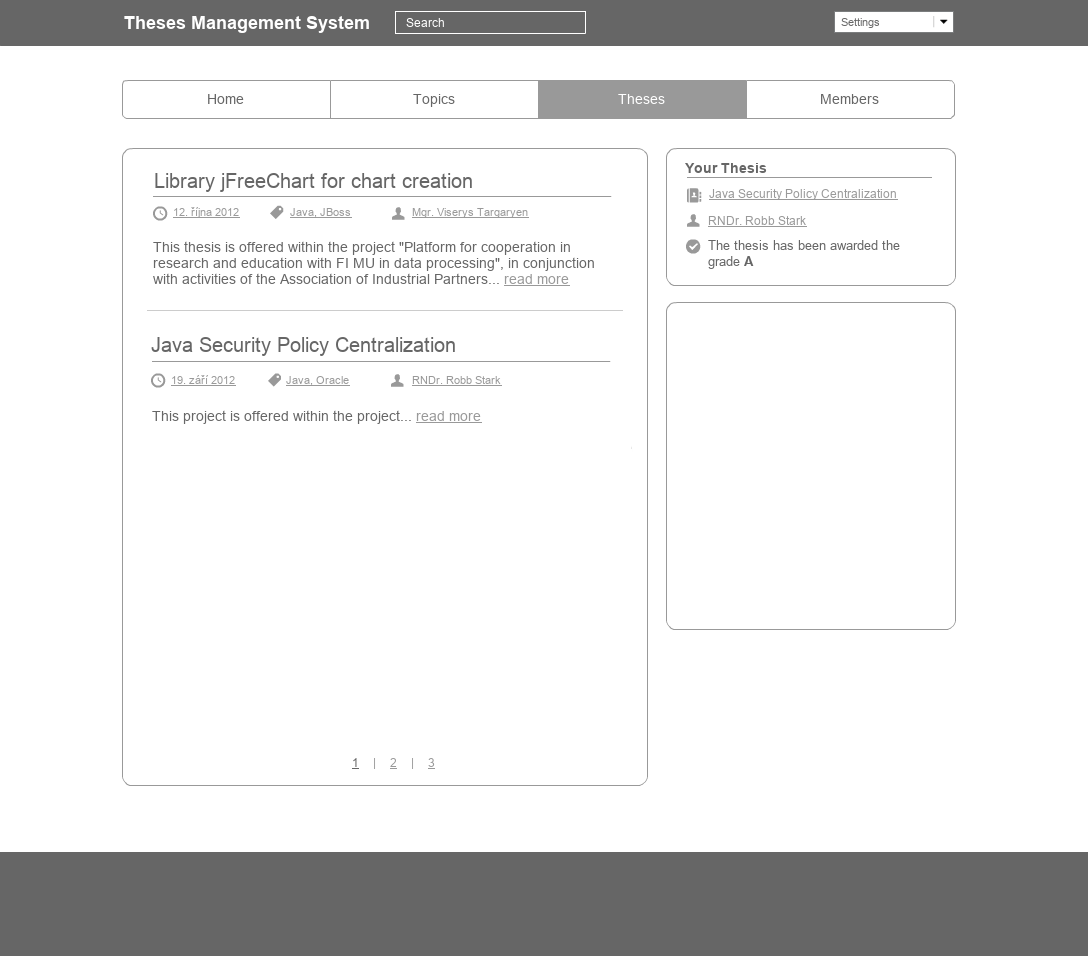 Theses Management System
Search
Settings
Home
Topics
Theses
Members
Library jFreeChart for chart creation
12. října 2012
Java, JBoss
Mgr. Viserys Targaryen
This thesis is offered within the project "Platform for cooperation in
research and education with FI MU in data processing", in conjunction
with activities of the Association of Industrial Partners... read more
Java Security Policy Centralization
19. září 2012
Java, Oracle
RNDr. Robb Stark
This project is offered within the project... read more
1 | 2 | 3
Your Thesis
Java Security Policy Centralization
RNDr. Robb Stark
The thesis has been awarded the
grade A